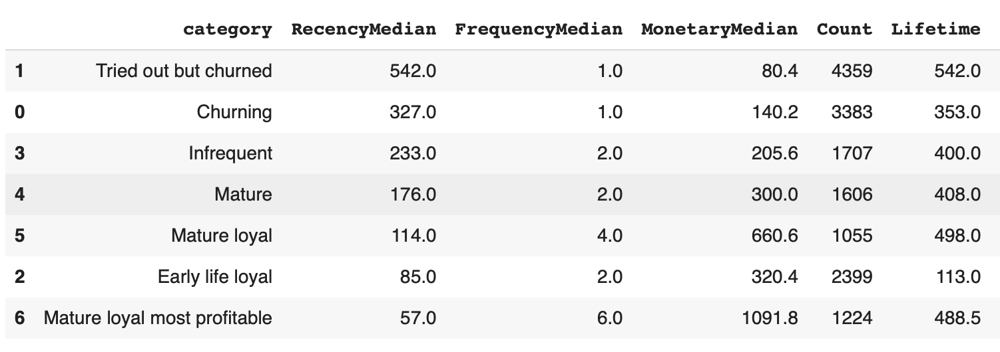 category RecencyMedian FrequencyMedian MonetaryMedian Count Lifetime
1 Tried out but churned 542.0 1.0 80.4 4359 542.0
0 Churning 327.0 1.0 140.2 3383 353.0
3 Infrequent 233.0 2.0 205.6 1707 400.0
4 Mature 176.0 2.0 300.0 1606 408.0
5 Mature loyal 114.0 4.0 660.6 1055 498.0
2 Early life loyal 85.0 2.0 320.4 2399 113.0
6 Mature loyal most profitable 57.0 6.0 1091.8 1224 488.5